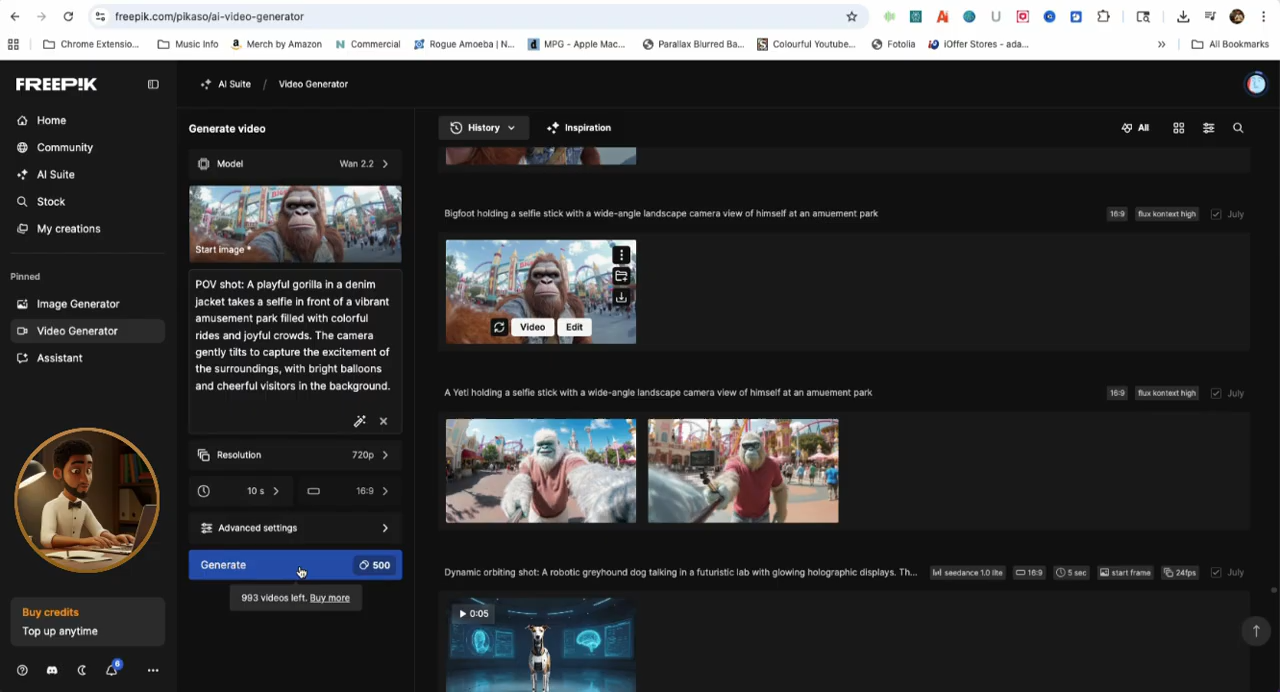 freepik.com/pikaso/ai-video-generator
Chrome Extensio...
Music Info
Merch by Amazon
Commercial
Rogue Amoeba | N...
MPG - Apple Mac...
Parallax Blurred Ba...
Colourful Youtube...
Fotolia
iOffer Stores - ada...
»
All Bookmarks
FREEPIK
AI Suite / Video Generator
Home
Community
AI Suite
Stock
My creations
Pinned
Image Generator
Video Generator
Assistant
Buy credits
Top up anytime
6
Generate video
Model
Wan 2.2
Start image *
POV shot: A playful gorilla in a denim
jacket takes a selfie in front of a vibrant
amusement park filled with colorful
rides and joyful crowds. The camera
gently tilts to capture the excitement of
the surroundings, with bright balloons
and cheerful visitors in the background.
Resolution
720p
10 s
16:9
Advanced settings
Generate
500
993 videos left. Buy more
History
Inspiration
All
Bigfoot holding a selfie stick with a wide-angle landscape camera view of himself at an amuement park
16:9
flux kontext high
July
Video
Edit
A Yeti holding a selfie stick with a wide-angle landscape camera view of himself at an amuement park
16:9
flux kontext high
July
Dynamic orbiting shot: A robotic greyhound dog talking in a futuristic lab with glowing holographic displays. Th...
seedance 1.0 lite
16:9
5 sec
start frame
24fps
July
0:05